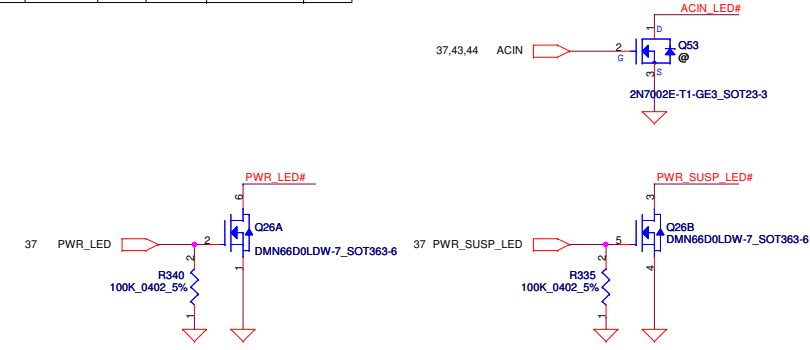 ACIN_LED#
1
D
37,43,44 ACIN
2
G
Q53
@
3
S
2N7002E-T1-GE3_SOT23-3
PWR_LED#
6
37 PWR_LED
2
Q26A
DMN66D0LDW-7_SOT363-6
1
2
R340
100K_0402_5%
1
PWR_SUSP_LED#
3
37 PWR_SUSP_LED
5
Q26B
DMN66D0LDW-7_SOT363-6
4
2
R335
100K_0402_5%
1